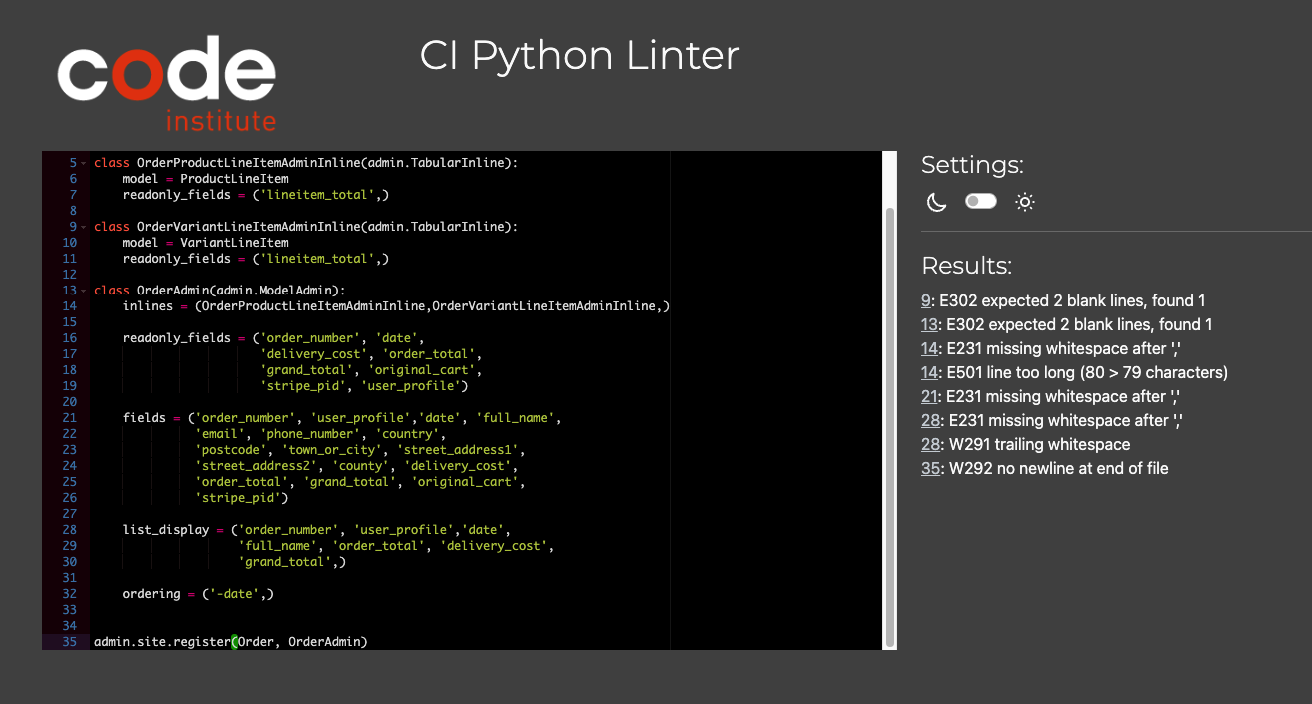 code
institute
CI Python Linter
5 class OrderProductLineItemAdminInline(admin.TabularInline):
6     model = ProductLineItem
7     readonly_fields = ('lineitem_total',)
8
9 class OrderVariantLineItemAdminInline(admin.TabularInline):
10     model = VariantLineItem
11     readonly_fields = ('lineitem_total',)
12
13 class OrderAdmin(admin.ModelAdmin):
14     inlines = (OrderProductLineItemAdminInline,OrderVariantLineItemAdminInline,)
15
16     readonly_fields = ('order_number', 'date',
17                        'delivery_cost', 'order_total',
18                        'grand_total', 'original_cart',
19                        'stripe_pid', 'user_profile')
20
21     fields = ('order_number', 'user_profile','date', 'full_name',
22               'email', 'phone_number', 'country',
23               'postcode', 'town_or_city', 'street_address1',
24               'street_address2', 'county', 'delivery_cost',
25               'order_total', 'grand_total', 'original_cart',
26               'stripe_pid')
27
28     list_display = ('order_number', 'user_profile','date',
29                     'full_name', 'order_total', 'delivery_cost',
30                     'grand_total',)
31
32     ordering = ('-date',)
33
34
35 admin.site.register(Order, OrderAdmin)
Settings:
Results:
9: E302 expected 2 blank lines, found 1
13: E302 expected 2 blank lines, found 1
14: E231 missing whitespace after ','
14: E501 line too long (80 > 79 characters)
21: E231 missing whitespace after ','
28: E231 missing whitespace after ','
28: W291 trailing whitespace
35: W292 no newline at end of file